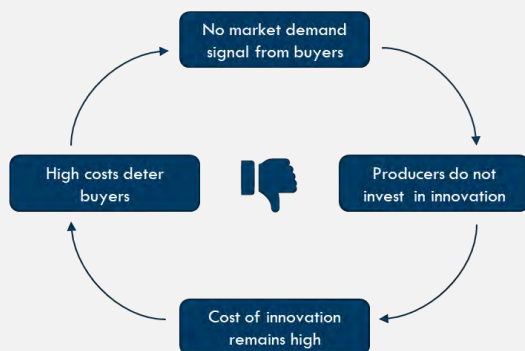 No market demand
signal from buyers
High costs deter
buyers
Producers do not
invest in innovation
Cost of innovation
remains high